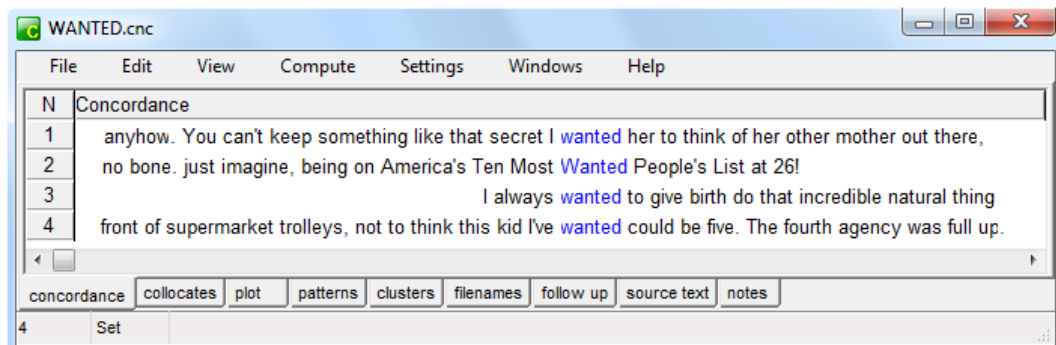 WANTED.cnc
File Edit View Compute Settings Windows Help
N Concordance
1 anyhow. You can't keep something like that secret I wanted her to think of her other mother out there,
2 no bone. just imagine, being on America's Ten Most Wanted People's List at 26!
3 I always wanted to give birth do that incredible natural thing
4 front of supermarket trolleys, not to think this kid I've wanted could be five. The fourth agency was full up.
concordance collocates plot patterns clusters filenames follow up source text notes
4 Set